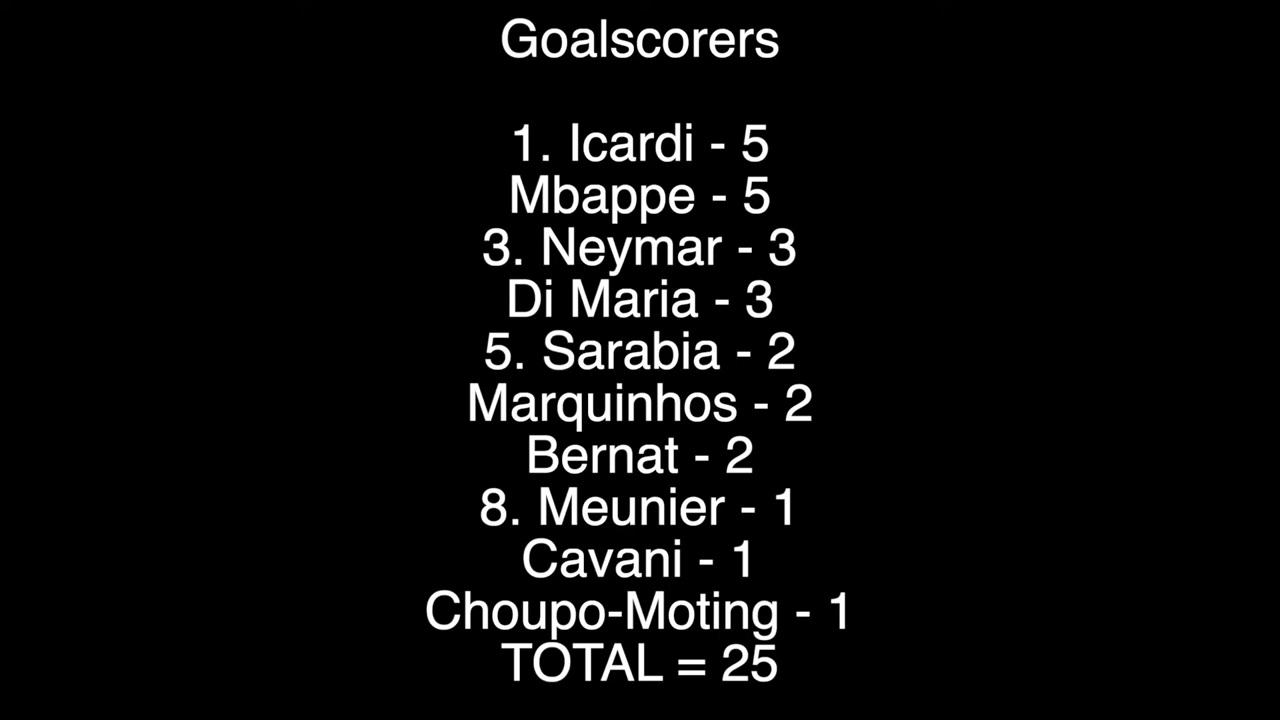 Goalscorers
1. Icardi - 5
Mbappe - 5
3. Neymar - 3
Di Maria - 3
5. Sarabia - 2
Marquinhos - 2
Bernat - 2
8. Meunier - 1
Cavani - 1
Choupo-Moting - 1
TOTAL = 25